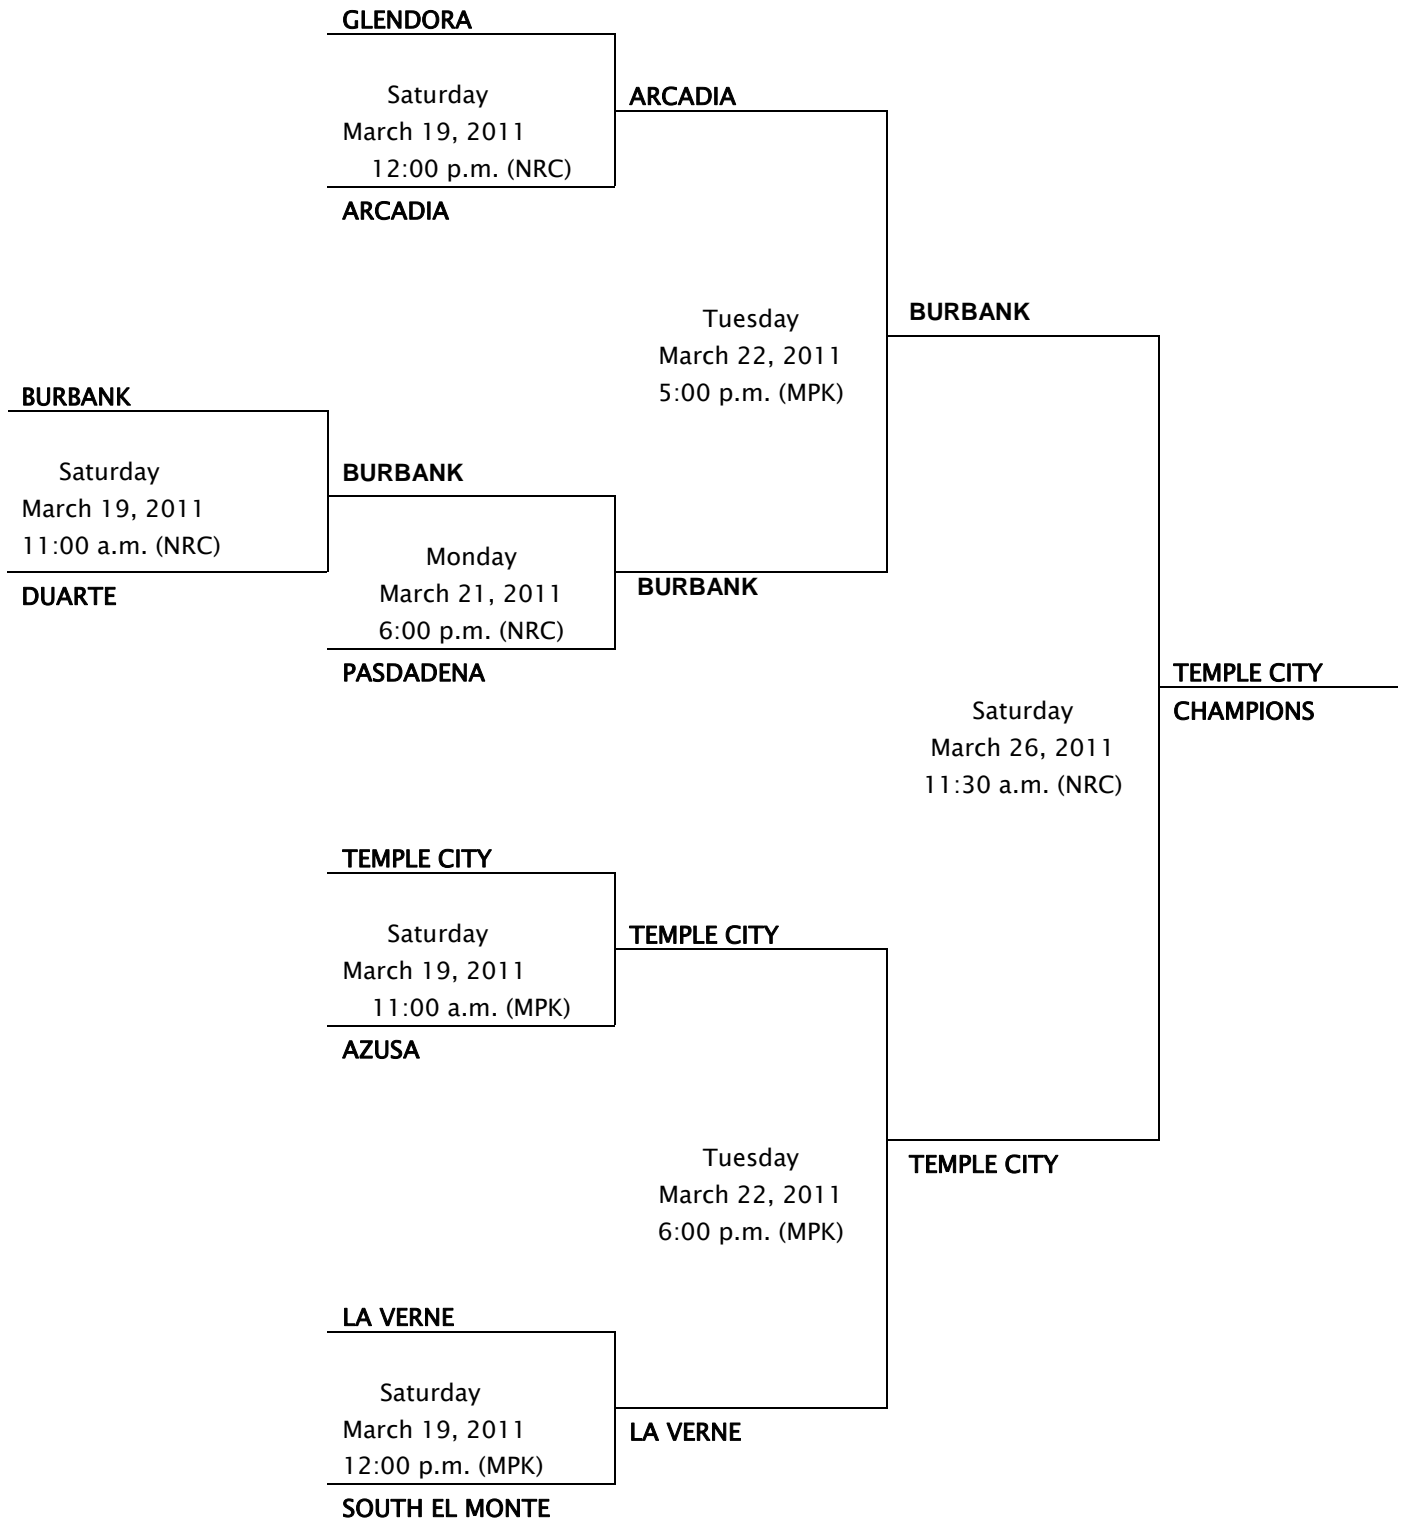 GLENDORA
Saturday
March 19, 2011
12:00 p.m. (NRC)
ARCADIA
ARCADIA
Tuesday
March 22, 2011
5:00 p.m. (MPK)
BURBANK
BURBANK
Saturday
March 19, 2011
11:00 a.m. (NRC)
DUARTE
BURBANK
Monday
March 21, 2011
6:00 p.m. (NRC)
PASDADENA
BURBANK
TEMPLE CITY
CHAMPIONS
Saturday
March 26, 2011
11:30 a.m. (NRC)
TEMPLE CITY
Saturday
March 19, 2011
11:00 a.m. (MPK)
AZUSA
TEMPLE CITY
Tuesday
March 22, 2011
6:00 p.m. (MPK)
TEMPLE CITY
LA VERNE
Saturday
March 19, 2011
12:00 p.m. (MPK)
SOUTH EL MONTE
LA VERNE